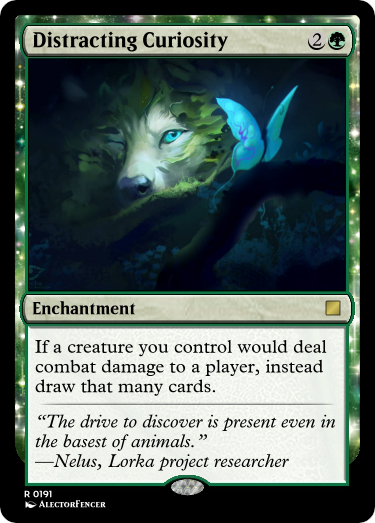 Distracting Curiosity 2
Enchantment
If a creature you control would deal
combat damage to a player, instead
draw that many cards.
“The drive to discover is present even in
the basest of animals.”
—Nelus, Lorka project researcher
R 0191
AlectorFencer